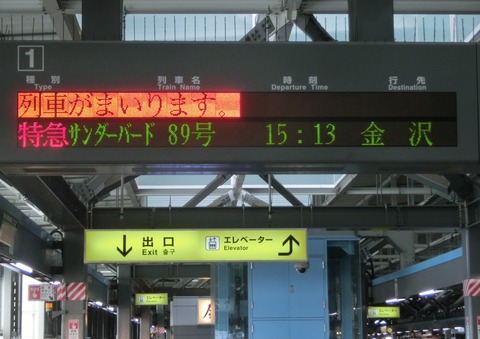 1
種別 列車名 時刻 行先
Type Train Name Departure Time Destination
列車がまいります。
特急 サンダーバード 89号 15:13 金沢
出口 エレベーター
Exit 출구 Elevator